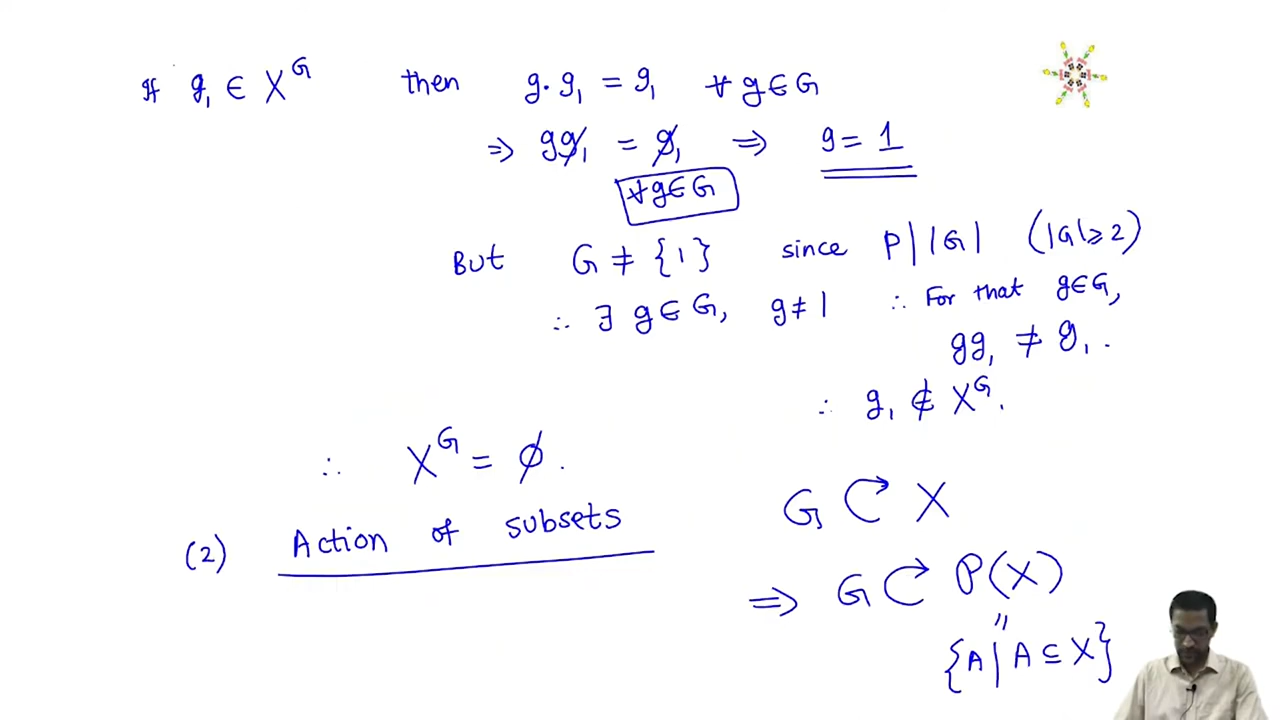 If g₁ ∈ X^G then g·g₁ = g₁ ∀ g∈G
⇒ gg₁ = g₁ ⇒ g = 1
∀ g∈G
But G ≠ {1} since P | |G| (|G| ≥ 2)
∴ ∃ g∈G, g ≠ 1 ∴ For that g∈G,
gg₁ ≠ g₁.
∴ g₁ ∉ X^G.
∴ X^G = ∅.
(2) Action of subsets
G ⊂→ X
⇒ G ⊂→ P(X)
"
{A | A ⊆ X}